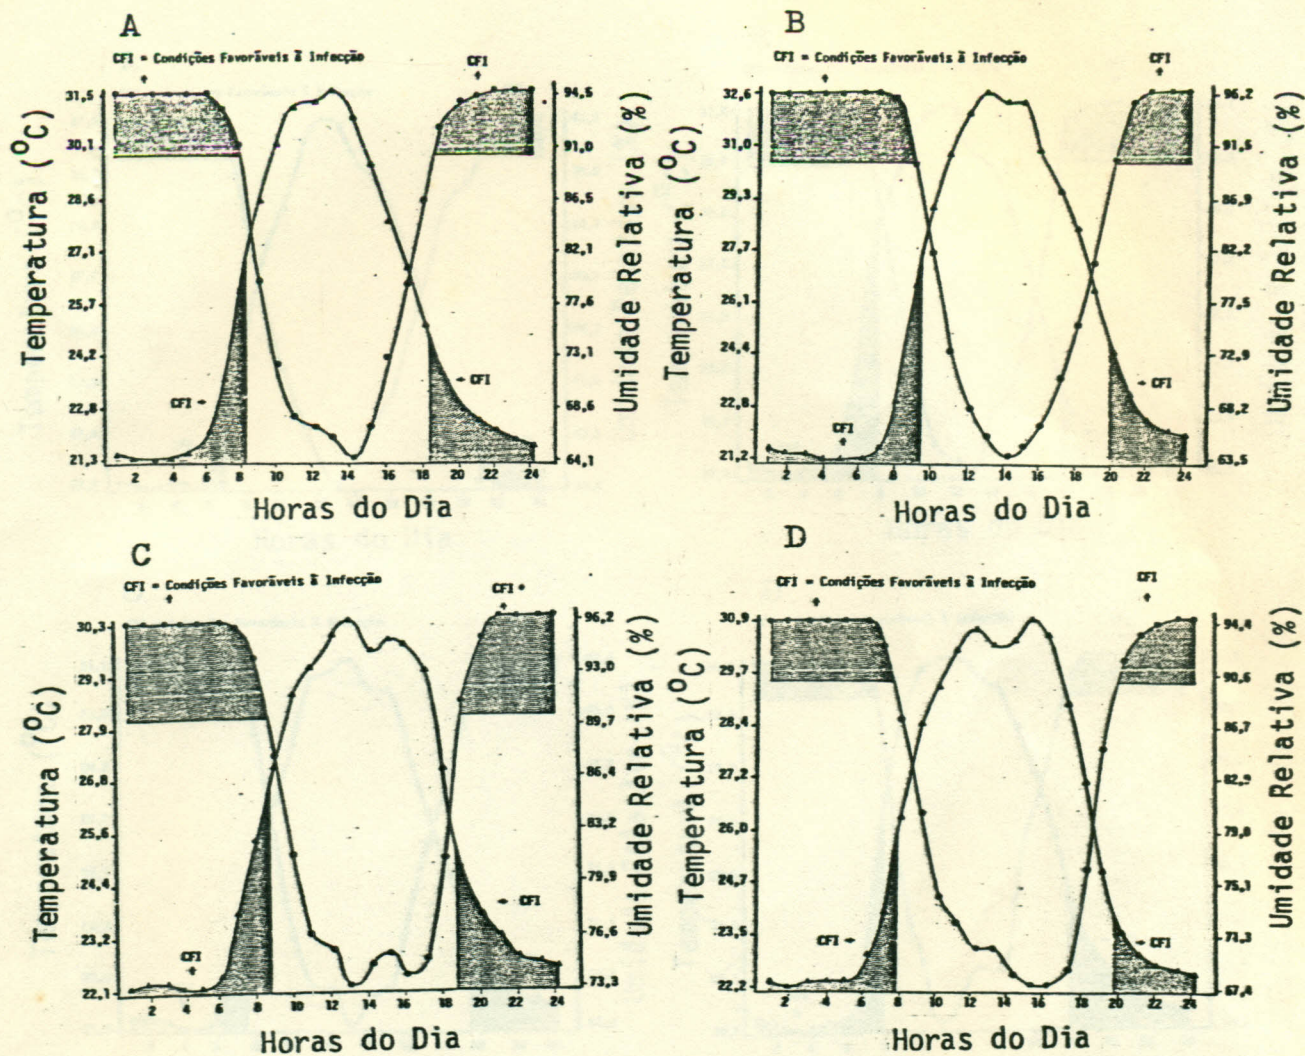 A
CFI = Condições Favoráveis à Infecção
CFI
Temperatura (°C)
31,5
30,1
28,6
27,1
25,7
24,2
22,8
21,3
CFI
CFI
94,5
91,0
86,5
82,1
77,6
73,1
68,6
64,1
Umidade Relativa (%)
2 4 6 8 10 12 14 16 18 20 22 24
Horas do Dia
B
CFI = Condições Favoráveis à Infecção
CFI
Temperatura (°C)
32,6
31,0
29,3
27,7
26,1
24,4
22,8
21,2
CFI
CFI
96,2
91,5
86,9
82,2
77,5
72,9
68,2
63,5
Umidade Relativa (%)
2 4 6 8 10 12 14 16 18 20 22 24
Horas do Dia
C
CFI = Condições Favoráveis à Infecção
CFI
Temperatura (°C)
30,3
29,1
27,9
26,8
25,6
24,4
23,2
22,1
CFI
CFI
96,2
93,0
89,7
86,4
83,2
79,9
76,6
73,3
Umidade Relativa (%)
2 4 6 8 10 12 14 16 18 20 22 24
Horas do Dia
D
CFI = Condições Favoráveis à Infecção
CFI
Temperatura (°C)
30,9
29,7
28,4
27,2
26,0
24,7
23,5
22,2
CFI
CFI
90,6
86,7
82,9
75,3
Umidade Relativa (%)
2 4 6 8 10 12 14 16 18 20 22 24
Horas do Dia